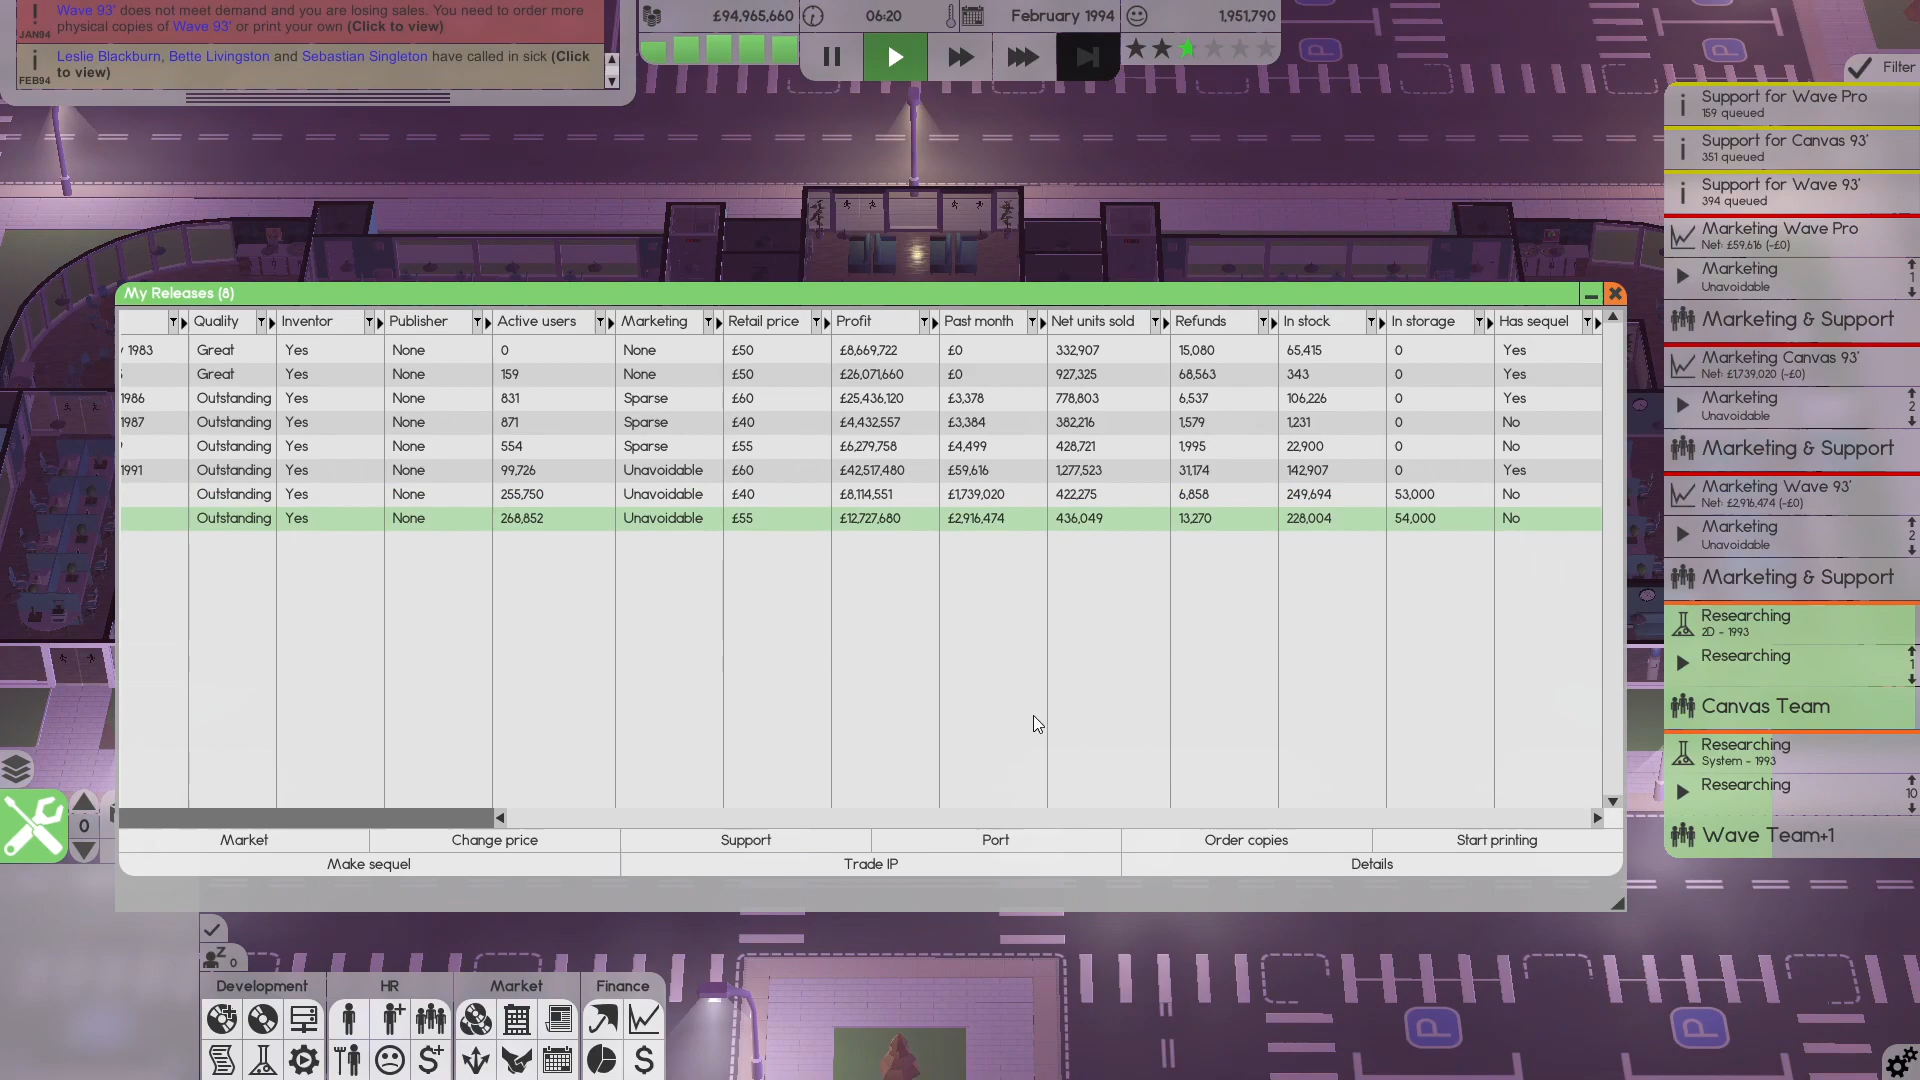 Wave 93' does not meet demand and you are losing sales. You need to order more
physical copies of Wave 93' or print your own (Click to view)
JAN94
Leslie Blackburn, Bette Livingston and Sebastian Singleton have called in sick (Click
to view)
FEB94
£94,965,660
06:20
February 1994
1,951,790
Filter
Support for Wave Pro
159 queued
Support for Canvas 93'
351 queued
Support for Wave 93'
394 queued
Marketing Wave Pro
Net: £59,616 (-£0)
Marketing
Unavoidable
1
Marketing & Support
Marketing Canvas 93'
Net: £1,739,020 (-£0)
Marketing
Unavoidable
2
Marketing & Support
Marketing Wave 93'
Net: £2,916,474 (-£0)
Marketing
Unavoidable
2
Marketing & Support
Researching
2D - 1993
Researching
1
Canvas Team
Researching
System - 1993
Researching
10
Wave Team+1
My Releases (8)
Quality Inventor Publisher Active users Marketing Retail price Profit Past month Net units sold Refunds In stock In storage Has sequel
1983 Great Yes None 0 None £50 £8,669,722 £0 332,907 15,080 65,415 0 Yes
Great Yes None 159 None £50 £26,071,660 £0 927,325 68,563 343 0 Yes
1986 Outstanding Yes None 831 Sparse £60 £25,436,120 £3,378 778,803 6,537 106,226 0 Yes
1987 Outstanding Yes None 871 Sparse £40 £4,432,557 £3,384 382,216 1,579 1,231 0 No
Outstanding Yes None 554 Sparse £55 £6,279,758 £4,499 428,721 1,995 22,900 0 No
1991 Outstanding Yes None 99,726 Unavoidable £60 £42,517,480 £59,616 1,277,523 31,174 142,907 0 Yes
Outstanding Yes None 255,750 Unavoidable £40 £8,114,551 £1,739,020 422,275 6,858 249,694 53,000 No
Outstanding Yes None 268,852 Unavoidable £55 £12,727,680 £2,916,474 436,049 13,270 228,004 54,000 No
Market Change price Support Port Order copies Start printing
Make sequel Trade IP Details
0
Z 0
Development HR Market Finance
P
P
P
P